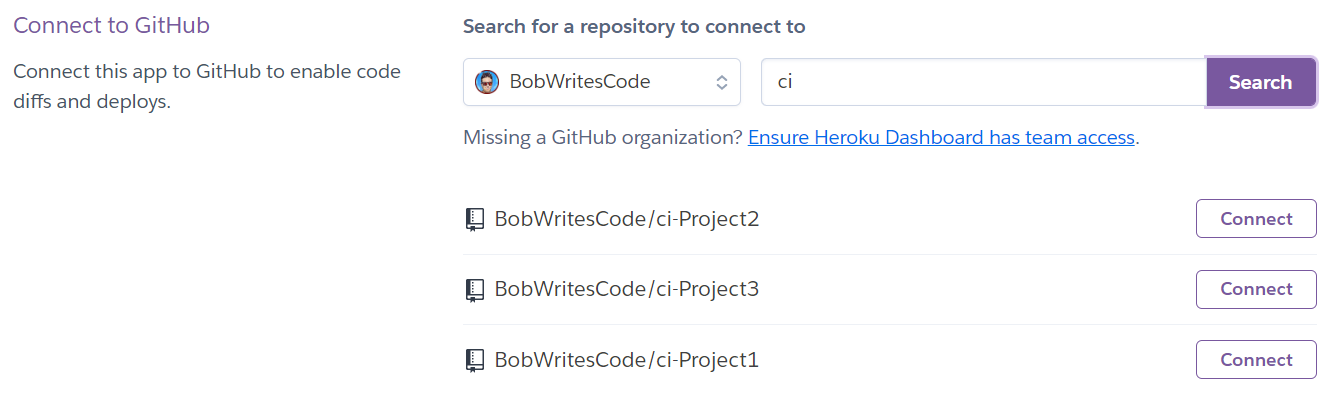 Connect to GitHub
Connect this app to GitHub to enable code
diffs and deploys.
Search for a repository to connect to
BobWritesCode
ci
Search
Missing a GitHub organization? Ensure Heroku Dashboard has team access.
BobWritesCode/ci-Project2
Connect
BobWritesCode/ci-Project3
Connect
BobWritesCode/ci-Project1
Connect